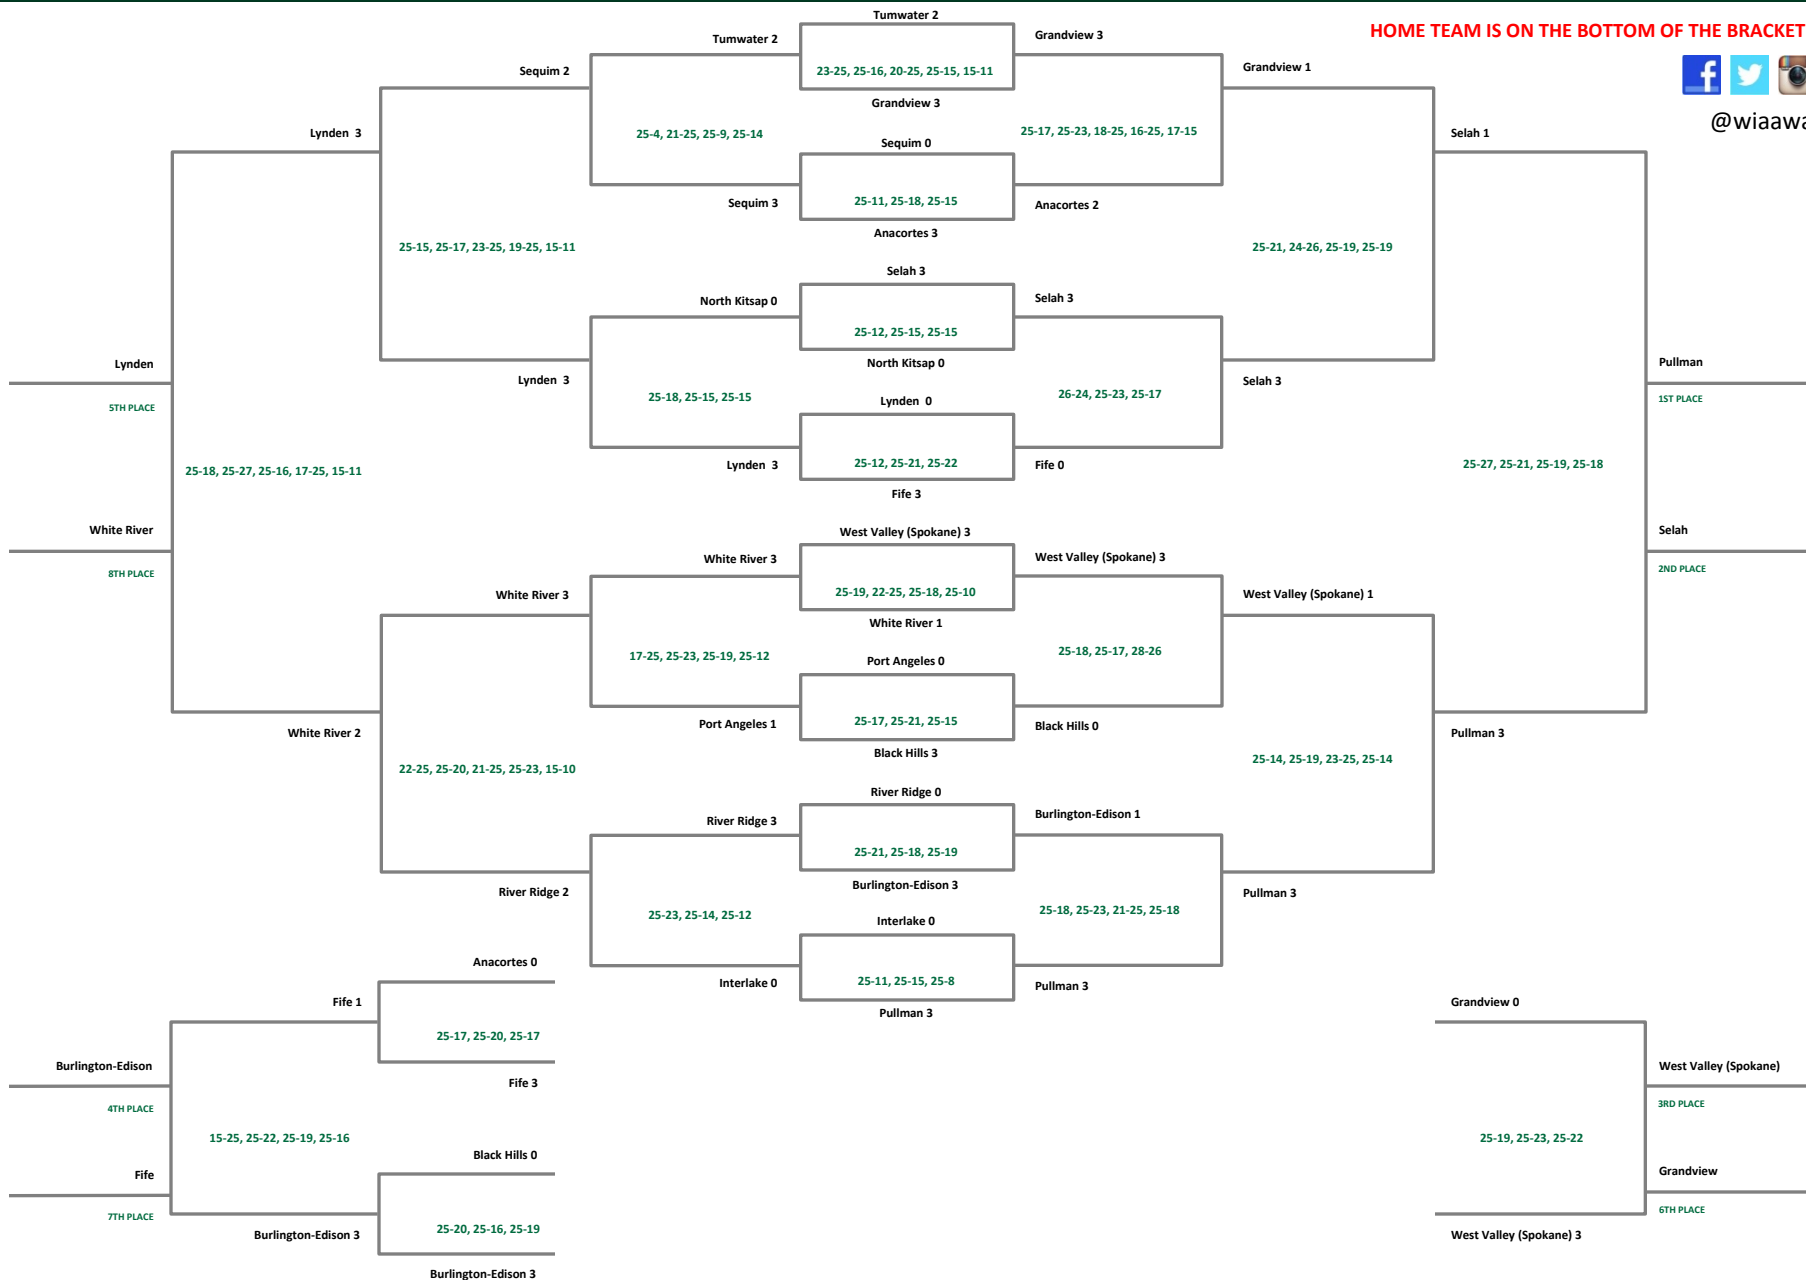 HOME TEAM IS ON THE BOTTOM OF THE BRACKET
@wiaawa
Tumwater 2
23-25, 25-16, 20-25, 25-15, 15-11
Grandview 3
Sequim 0
25-11, 25-18, 25-15
Anacortes 3
Selah 3
25-12, 25-15, 25-15
North Kitsap 0
Lynden 0
25-12, 25-21, 25-22
Fife 3
West Valley (Spokane) 3
25-19, 22-25, 25-18, 25-10
White River 1
Port Angeles 0
25-17, 25-21, 25-15
Black Hills 3
River Ridge 0
25-21, 25-18, 25-19
Burlington-Edison 3
Interlake 0
25-11, 25-15, 25-8
Pullman 3
Grandview 3
25-17, 25-23, 18-25, 16-25, 17-15
Anacortes 2
Selah 3
26-24, 25-23, 25-17
Fife 0
West Valley (Spokane) 3
25-18, 25-17, 28-26
Black Hills 0
Burlington-Edison 1
25-18, 25-23, 21-25, 25-18
Pullman 3
Grandview 1
25-21, 24-26, 25-19, 25-19
Selah 3
West Valley (Spokane) 1
25-14, 25-19, 23-25, 25-14
Pullman 3
Selah 1
25-27, 25-21, 25-19, 25-18
Pullman 3
Pullman
1ST PLACE
Selah
2ND PLACE
Grandview 0
25-19, 25-23, 25-22
West Valley (Spokane) 3
West Valley (Spokane)
3RD PLACE
Grandview
6TH PLACE
Tumwater 2
25-4, 21-25, 25-9, 25-14
Sequim 3
North Kitsap 0
25-18, 25-15, 25-15
Lynden 3
White River 3
17-25, 25-23, 25-19, 25-12
Port Angeles 1
River Ridge 3
25-23, 25-14, 25-12
Interlake 0
Sequim 2
25-15, 25-17, 23-25, 19-25, 15-11
Lynden 3
White River 3
22-25, 25-20, 21-25, 25-23, 15-10
River Ridge 2
Lynden 3
25-18, 25-27, 25-16, 17-25, 15-11
White River 2
Lynden
5TH PLACE
White River
8TH PLACE
Anacortes 0
25-17, 25-20, 25-17
Fife 3
Black Hills 0
25-20, 25-16, 25-19
Burlington-Edison 3
Fife 1
15-25, 25-22, 25-19, 25-16
Burlington-Edison 3
Burlington-Edison
4TH PLACE
Fife
7TH PLACE